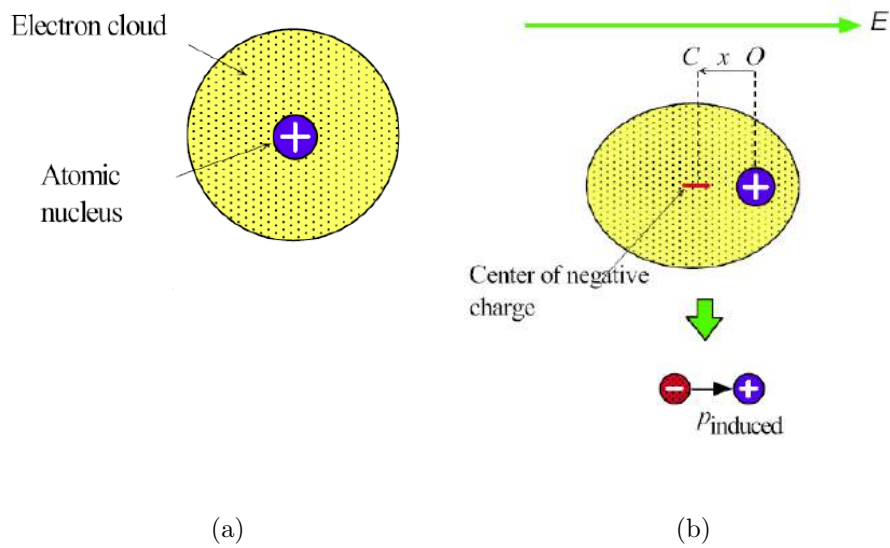 Electron cloud
Atomic
nucleus
(a)
E
C x O
Center of negative
charge
pinduced
(b)